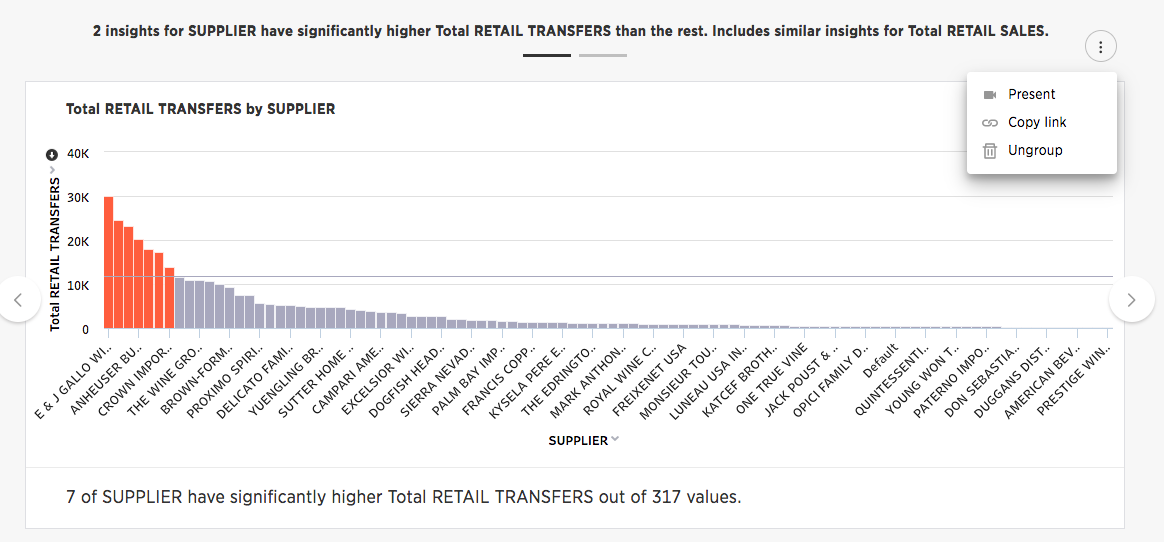 2 insights for SUPPLIER have significantly higher Total RETAIL TRANSFERS than the rest. Includes similar insights for Total RETAIL SALES.
Present
Copy link
Ungroup
Total RETAIL TRANSFERS by SUPPLIER
Total RETAIL TRANSFERS
40K
30K
20K
10K
0
E & J GALLO WI..
ANHEUSER BU..
CROWN IMPOR..
THE WINE GRO..
BROWN-FORM..
PROXIMO SPIRI..
DELICATO FAMI..
YUENGLING BR..
SUTTER HOME ..
CAMPARI AME..
EXCELSIOR WI..
DOGFISH HEAD..
SIERRA NEVAD..
PALM BAY IMP..
FRANCIS COPP..
KYSELA PERE E..
THE EDRINGTO..
MARK ANTHON..
ROYAL WINE C..
FREIXENET USA
MONSIEUR TOU..
LUNEAU USA IN..
KATCEF BROTH..
ONE TRUE VINE
JACK POUST & ..
OPICI FAMILY D..
Default
QUINTESSENTI..
YOUNG WON T..
PATERNO IMPO..
DON SEBASTIA..
DUGGANS DIST..
AMERICAN BEV..
PRESTIGE WIN..
SUPPLIER
7 of SUPPLIER have significantly higher Total RETAIL TRANSFERS out of 317 values.